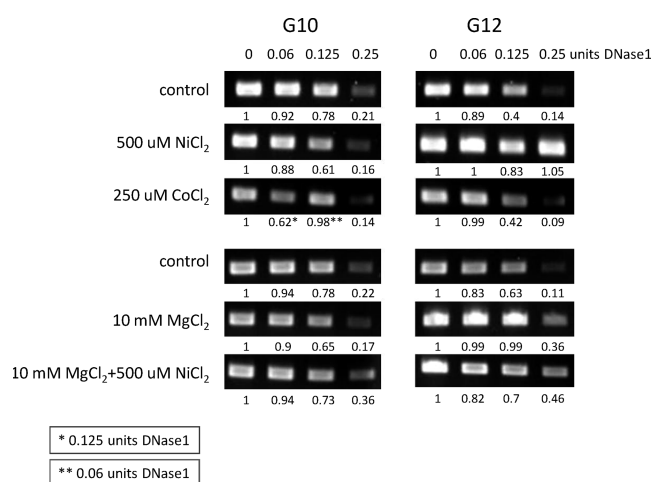 G10 G12
0 0.06 0.125 0.25 0 0.06 0.125 0.25 units DNase1
control
1 0.92 0.78 0.21 1 0.89 0.4 0.14
500 uM NiCl₂
1 0.88 0.61 0.16 1 1 0.83 1.05
250 uM CoCl₂
1 0.62* 0.98** 0.14 1 0.99 0.42 0.09
control
1 0.94 0.78 0.22 1 0.83 0.63 0.11
10 mM MgCl₂
1 0.9 0.65 0.17 1 0.99 0.99 0.36
10 mM MgCl₂+500 uM NiCl₂
1 0.94 0.73 0.36 1 0.82 0.7 0.46
* 0.125 units DNase1
** 0.06 units DNase1